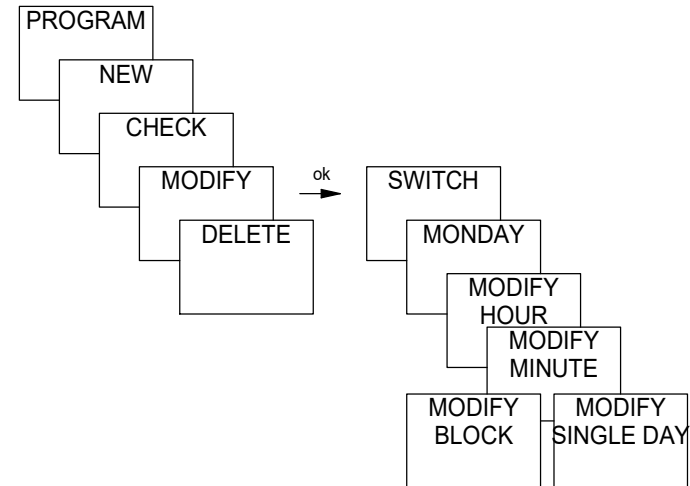 PROGRAM
NEW
CHECK
MODIFY
DELETE
ok
SWITCH
MONDAY
MODIFY
HOUR
MODIFY
MINUTE
MODIFY
BLOCK
MODIFY
SINGLE DAY